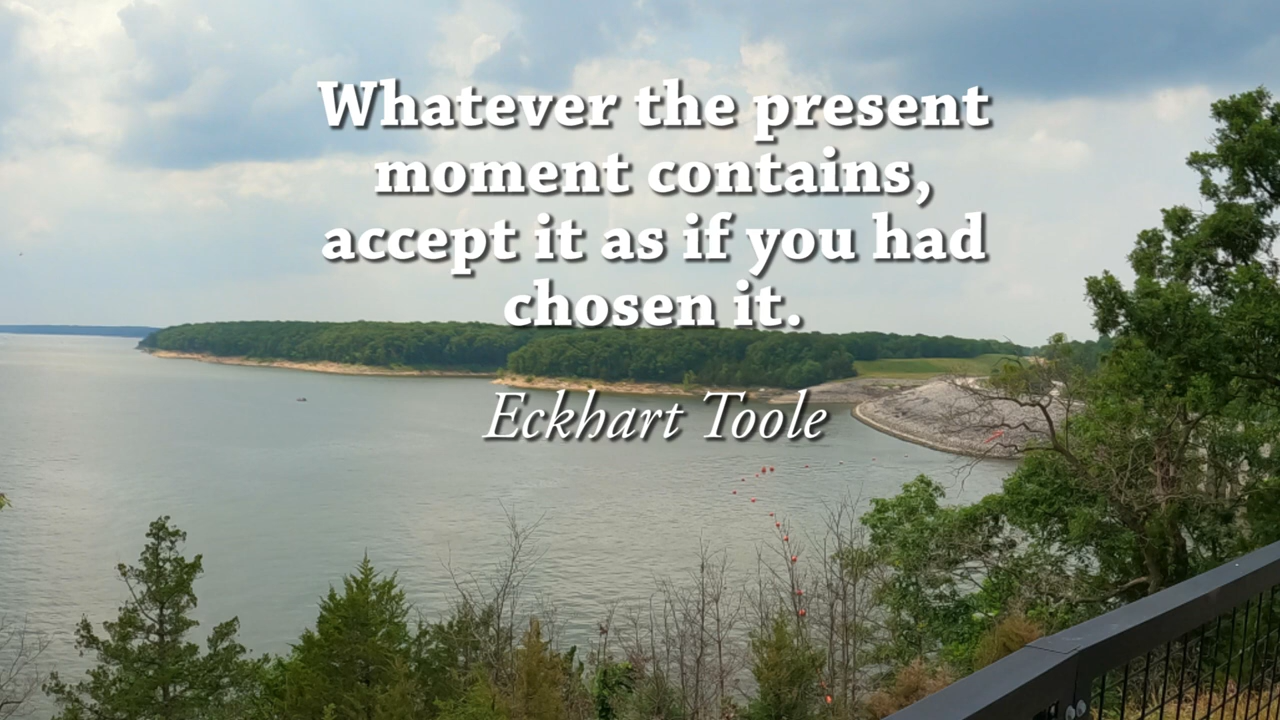 Whatever the present
moment contains,
accept it as if you had
chosen it.
Eckhart Toole